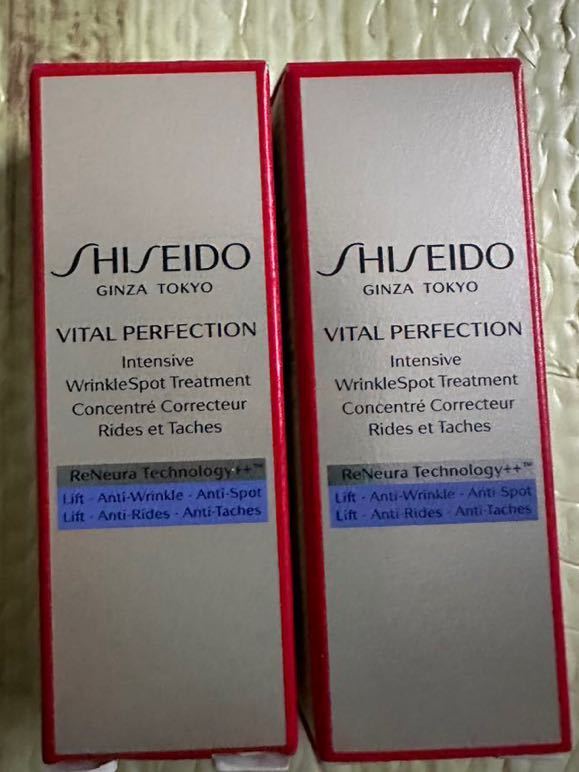 SHISEIDO
GINZA TOKYO
VITAL PERFECTION
Intensive
WrinkleSpot Treatment
Concentré Correcteur
Rides et Taches
ReNeura Technology++™
Lift - Anti-Wrinkle - Anti-Spot
Lift - Anti-Rides - Anti-Taches
SHISEIDO
GINZA TOKYO
VITAL PERFECTION
Intensive
WrinkleSpot Treatment
Concentré Correcteur
Rides et Taches
ReNeura Technology++™
Lift - Anti-Wrinkle - Anti-Spot
Lift - Anti-Rides - Anti-Taches